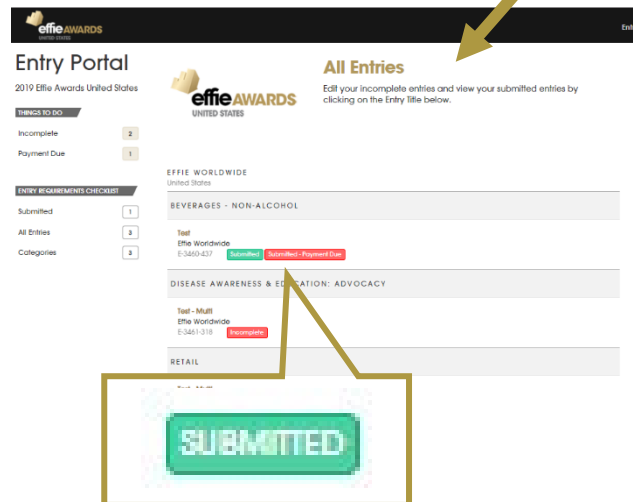 effie AWARDS
UNITED STATES
Ent
Entry Portal
2019 Effie Awards United States
THINGS TO DO
Incomplete 2
Payment Due 1
ENTRY REQUIREMENTS CHECKLIST
Submitted 1
All Entries 3
Categories 3
effie AWARDS
UNITED STATES
All Entries
Edit your incomplete entries and view your submitted entries by
clicking on the Entry Title below.
EFFIE WORLDWIDE
United States
BEVERAGES - NON-ALCOHOL
Test
Effie Worldwide
E-3460-437 Submitted Submitted - Payment Due
DISEASE AWARENESS & EDUCATION: ADVOCACY
Test - Multi
Effie Worldwide
E-3461-318 Incomplete
RETAIL
SUBMITTED